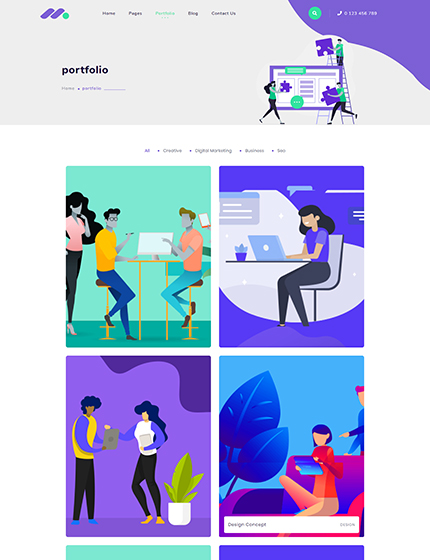 Home Pages Portfolio Blog Contact Us 0 123 456 789
portfolio
Home portfolio
All Creative Digital Marketing Business Seo
Design Concept DESIGN